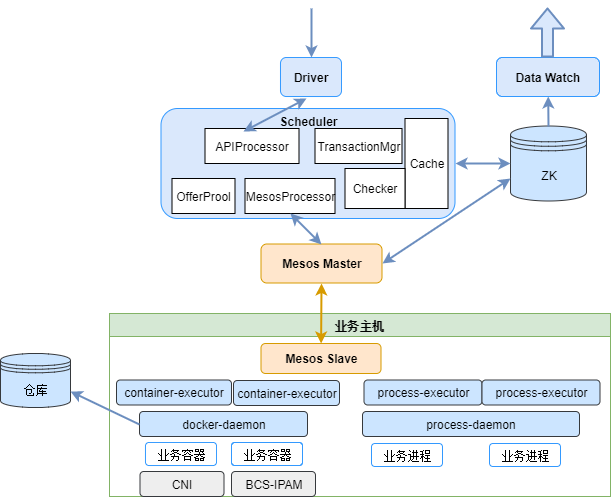 Driver
Data Watch
Scheduler
APIProcessor
TransactionMgr
Cache
ZK
OfferProol
MesosProcessor
Checker
Mesos Master
业务主机
Mesos Slave
仓库
container-executor
container-executor
process-executor
process-executor
docker-daemon
process-daemon
业务容器
业务容器
业务进程
业务进程
CNI
BCS-IPAM